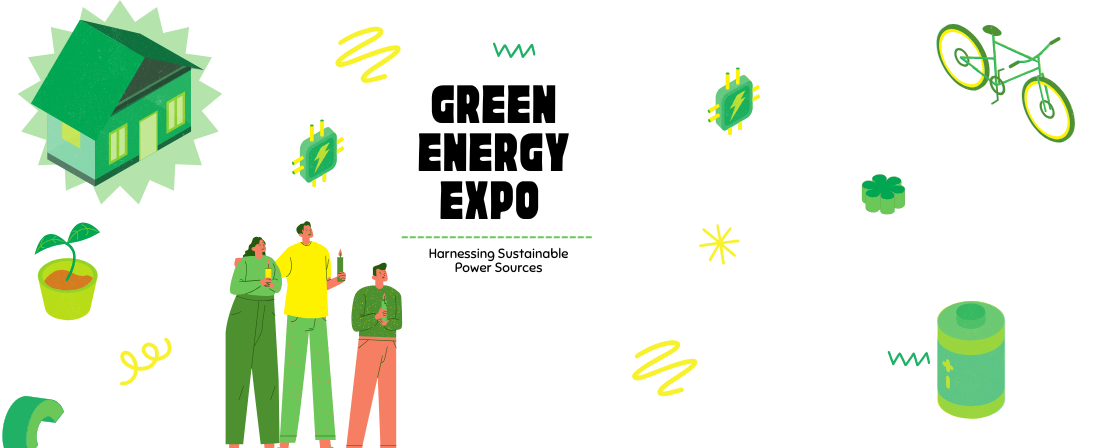 GREEN
ENERGY
EXPO
Harnessing Sustainable
Power Sources